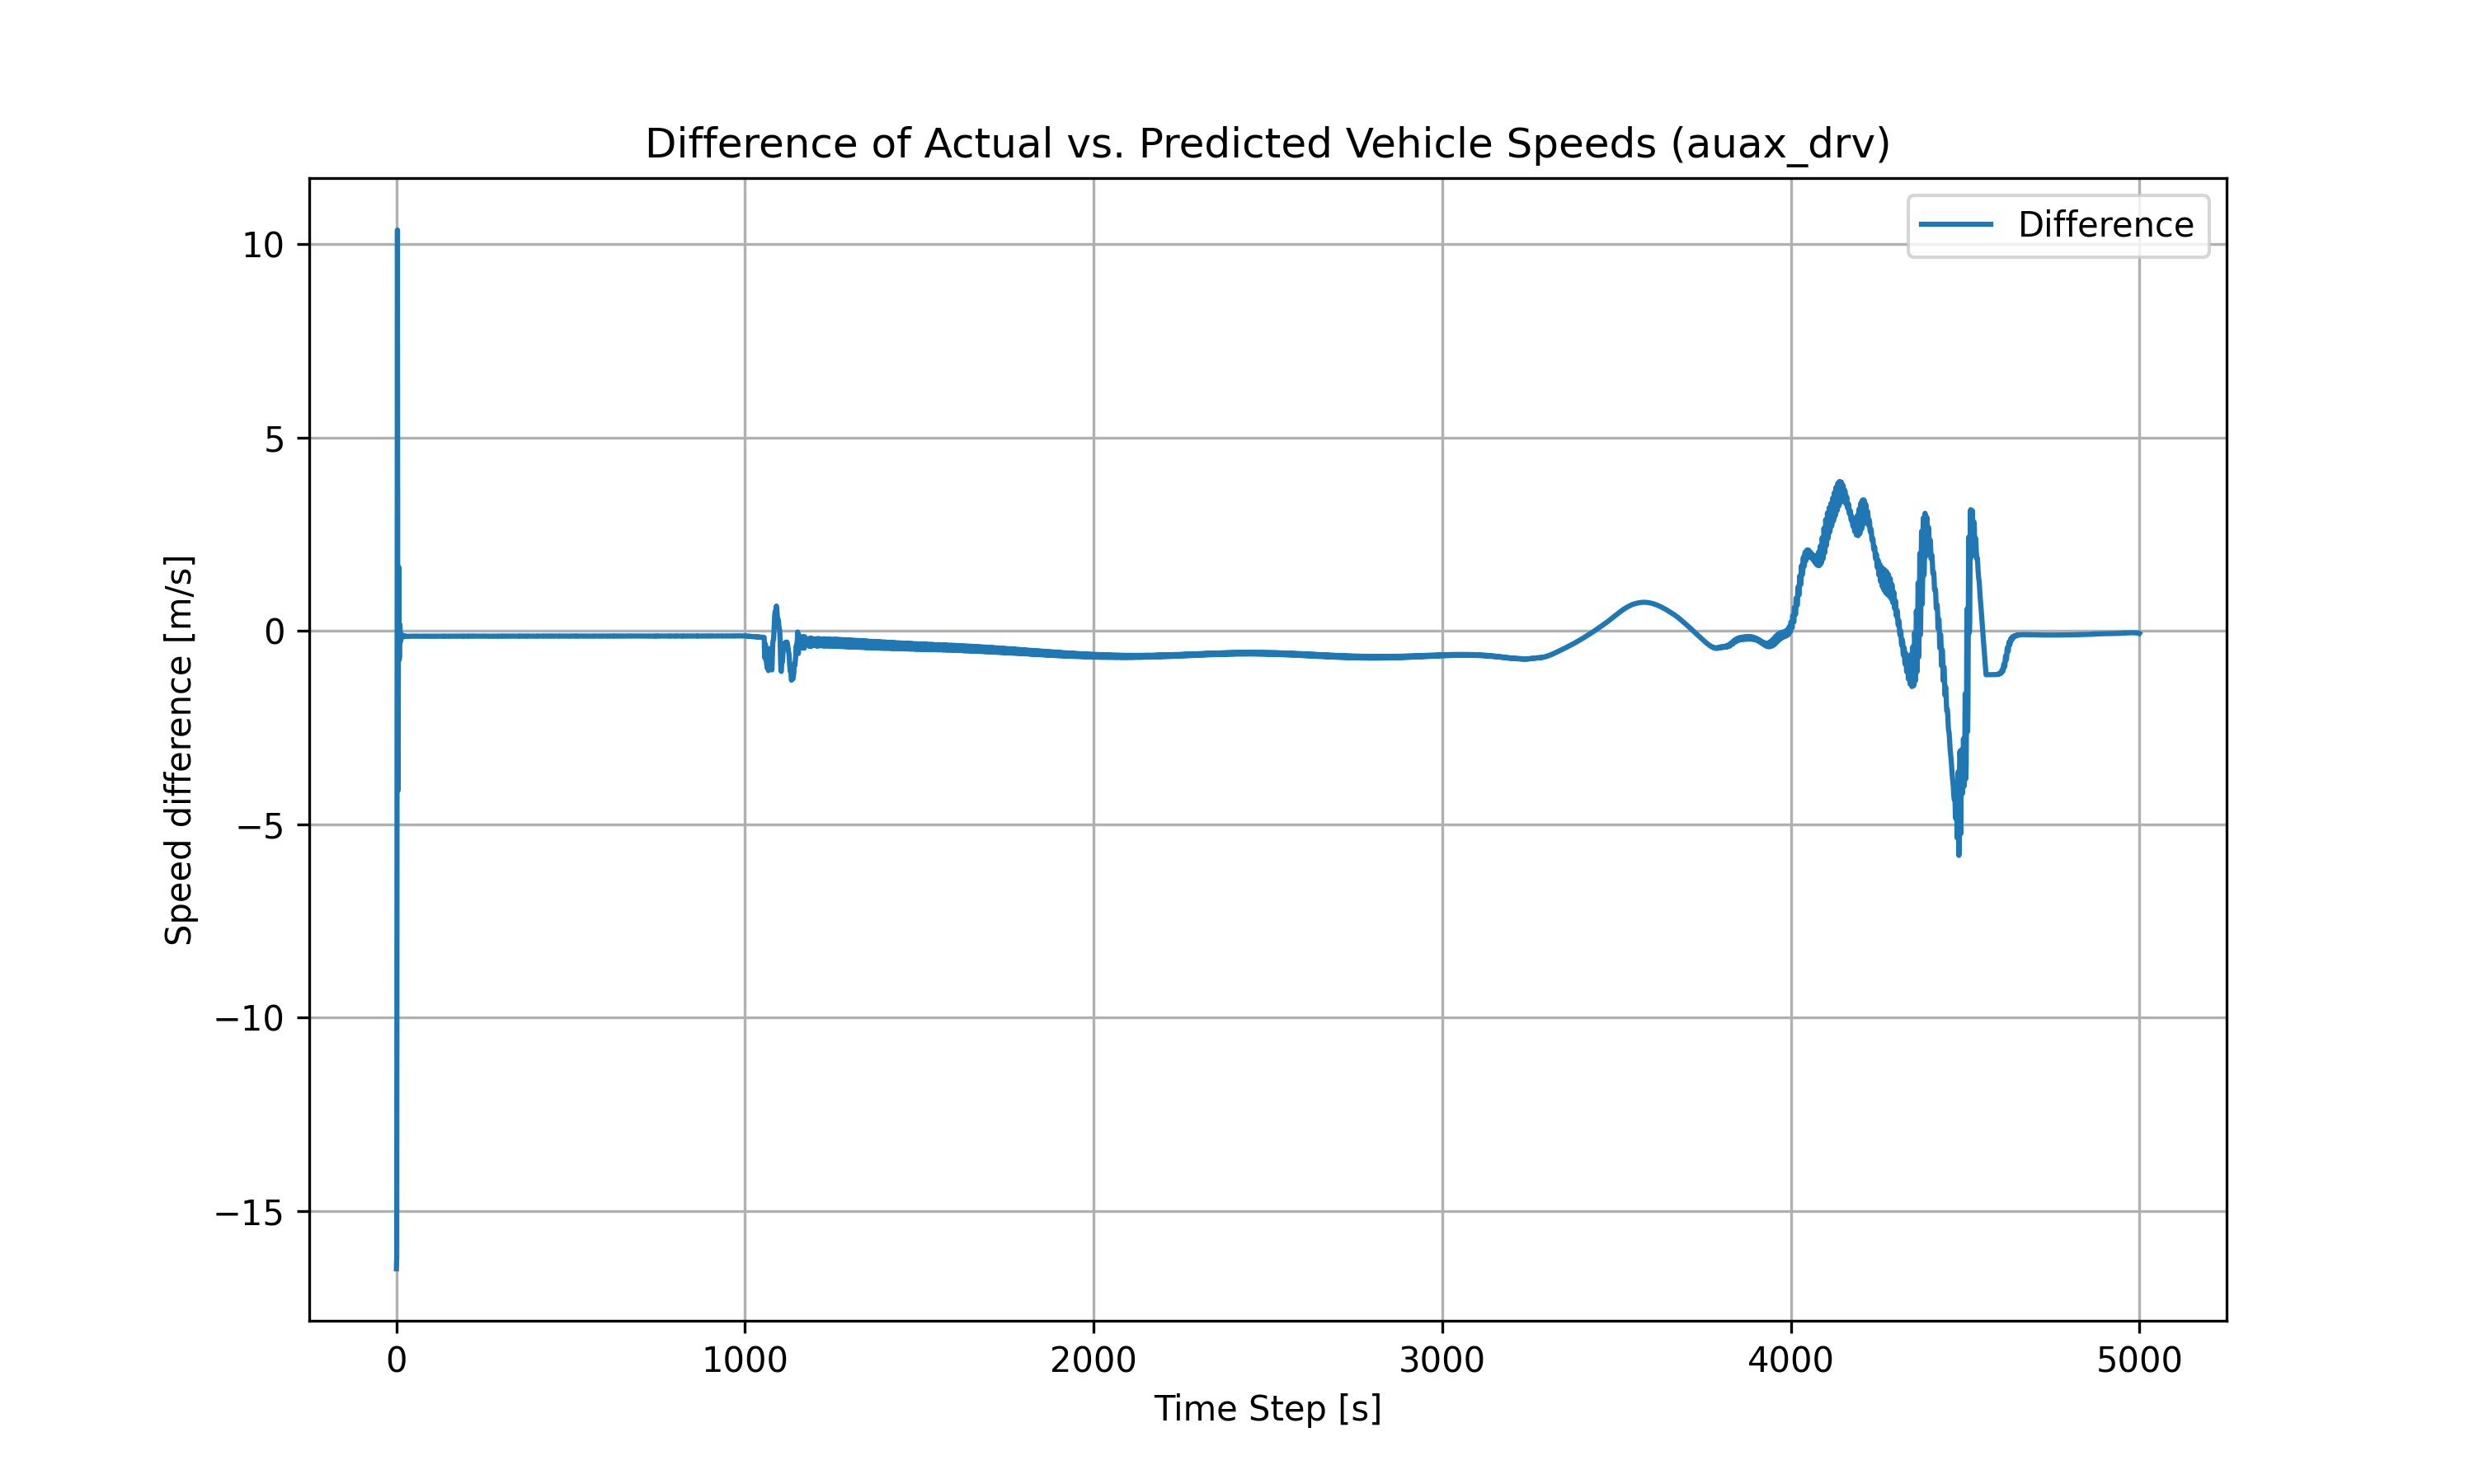 Difference of Actual vs. Predicted Vehicle Speeds (auax_drv)
Difference
10
5
0
−5
−10
−15
Speed difference [m/s]
0 1000 2000 3000 4000 5000
Time Step [s]